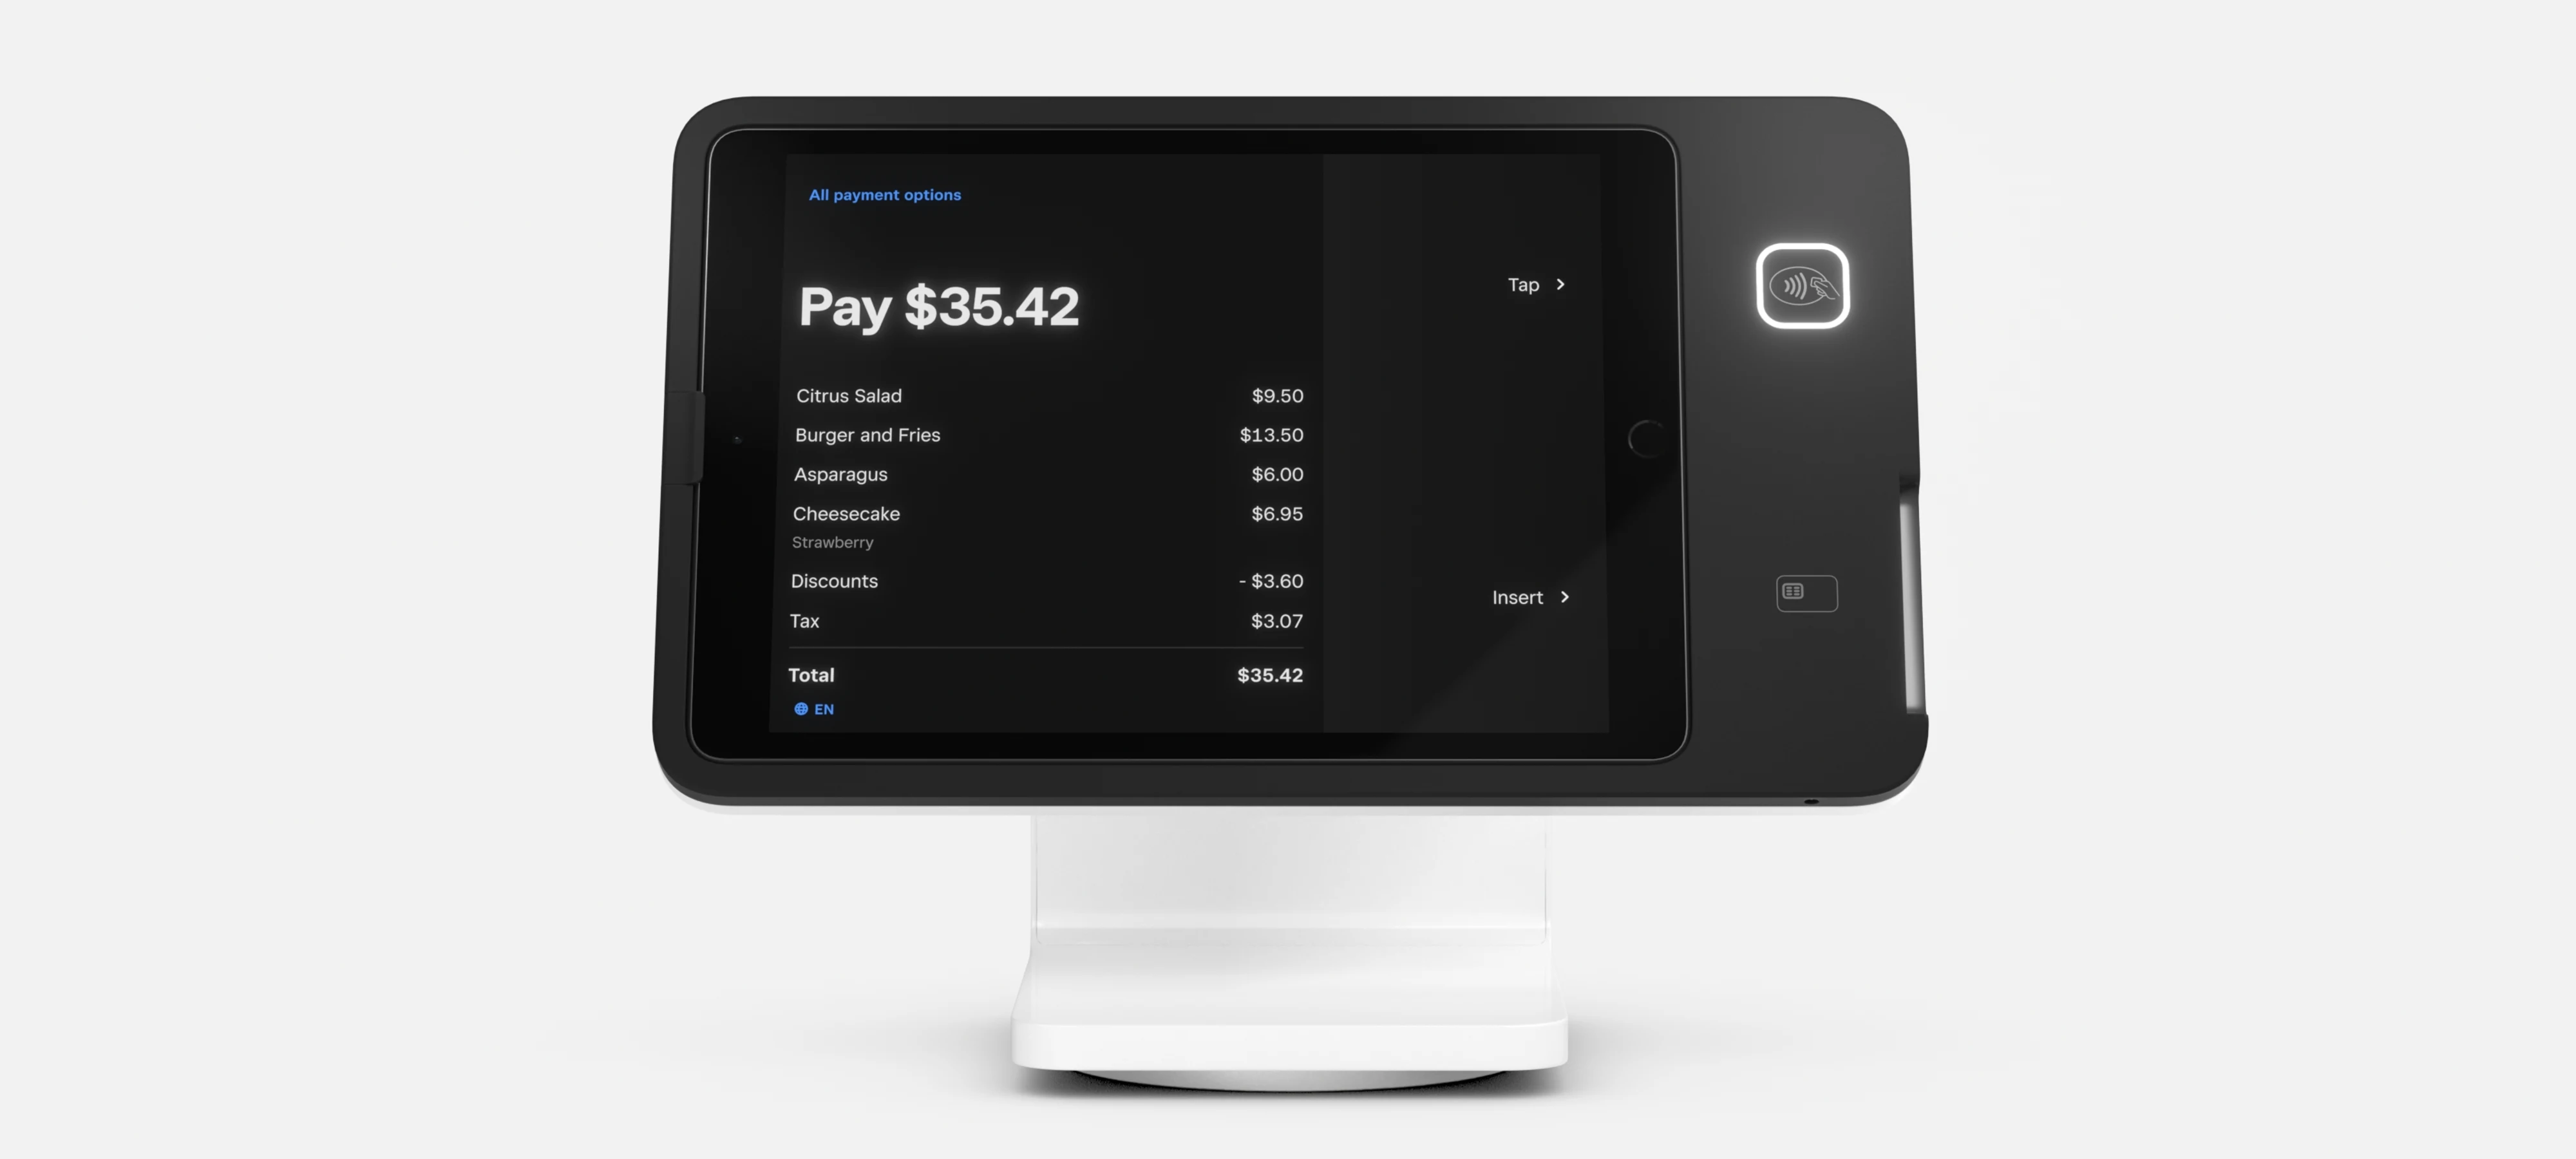 All payment options
Pay $35.42
Citrus Salad $9.50
Burger and Fries $13.50
Asparagus $6.00
Cheesecake $6.95
Strawberry
Discounts - $3.60
Tax $3.07
Total $35.42
EN
Tap
Insert